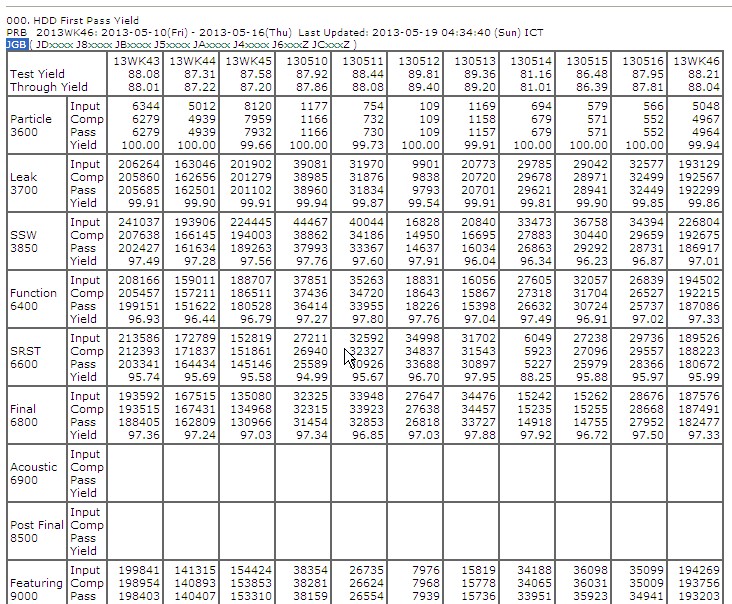 000. HDD First Pass Yield
PRB 2013WK46: 2013-05-10(Fri) - 2013-05-16(Thu) Last Updated: 2013-05-19 04:34:40 (Sun) ICT
JGB ( JDxxxx J8xxxx JBxxxx J5xxxx JAxxxx J4xxxx J6xxxZ JCxxxZ )
13WK43 13WK44 13WK45 130510 130511 130512 130513 130514 130515 130516 13WK46
Test Yield 88.08 87.31 87.58 87.92 88.44 89.81 89.36 81.16 86.48 87.95 88.21
Through Yield 88.01 87.22 87.20 87.86 88.08 89.40 89.20 81.01 86.39 87.81 88.04
Particle 3600
Input 6344 5012 8120 1177 754 109 1169 694 579 566 5048
Comp 6279 4939 7959 1166 732 109 1158 679 571 552 4967
Pass 6279 4939 7932 1166 730 109 1157 679 571 552 4964
Yield 100.00 100.00 99.66 100.00 99.73 100.00 99.91 100.00 100.00 100.00 99.94
Leak 3700
Input 206264 163046 201902 39081 31970 9901 20773 29785 29042 32577 193129
Comp 205860 162656 201279 38985 31876 9838 20720 29678 28971 32499 192567
Pass 205685 162501 201102 38960 31834 9793 20701 29621 28941 32449 192299
Yield 99.91 99.90 99.91 99.94 99.87 99.54 99.91 99.81 99.90 99.85 99.86
SSW 3850
Input 241037 193906 224445 44467 40044 16828 20840 33473 36758 34394 226804
Comp 207638 166145 194003 38862 34186 14950 16695 27883 30440 29659 192675
Pass 202427 161634 189263 37993 33367 14637 16034 26863 29292 28731 186917
Yield 97.49 97.28 97.56 97.76 97.60 97.91 96.04 96.34 96.23 96.87 97.01
Function 6400
Input 208166 159011 188707 37851 35263 18831 16056 27605 32057 26839 194502
Comp 205457 157211 186511 37436 34720 18643 15867 27318 31704 26527 192215
Pass 199151 151622 180528 36414 33955 18225 15398 26632 30724 25737 187086
Yield 96.93 96.44 96.79 97.27 97.80 97.76 97.04 97.49 96.91 97.02 97.33
SRST 6600
Input 213586 172789 152819 27211 32592 34998 31702 6049 27238 29736 189526
Comp 212393 171837 151861 26940 32327 34837 31543 5923 27096 29557 188223
Pass 203341 164434 145146 25589 30926 33688 30897 5227 25979 28366 180672
Yield 95.74 95.69 95.58 94.99 95.67 96.70 97.95 88.25 95.88 95.97 95.99
Final 6800
Input 193592 167515 135080 32325 33948 27647 34476 15242 15262 28676 187576
Comp 193515 167431 134968 32315 33923 27638 34457 15235 15255 28668 187491
Pass 188405 162809 130966 31454 32853 26818 33727 14918 14755 27952 182477
Yield 97.36 97.24 97.03 97.34 96.85 97.03 97.88 97.92 96.72 97.50 97.33
Acoustic 6900
Input
Comp
Pass
Yield
Post Final 8500
Input
Comp
Pass
Yield
Featuring 9000
Input 199841 141315 154424 38354 26735 7976 15819 34188 36098 35099 194269
Comp 198954 140893 153853 38281 26624 7968 15778 34065 36031 35009 193756
Pass 198403 140407 153310 38159 26554 7939 15736 33951 35923 34941 193203